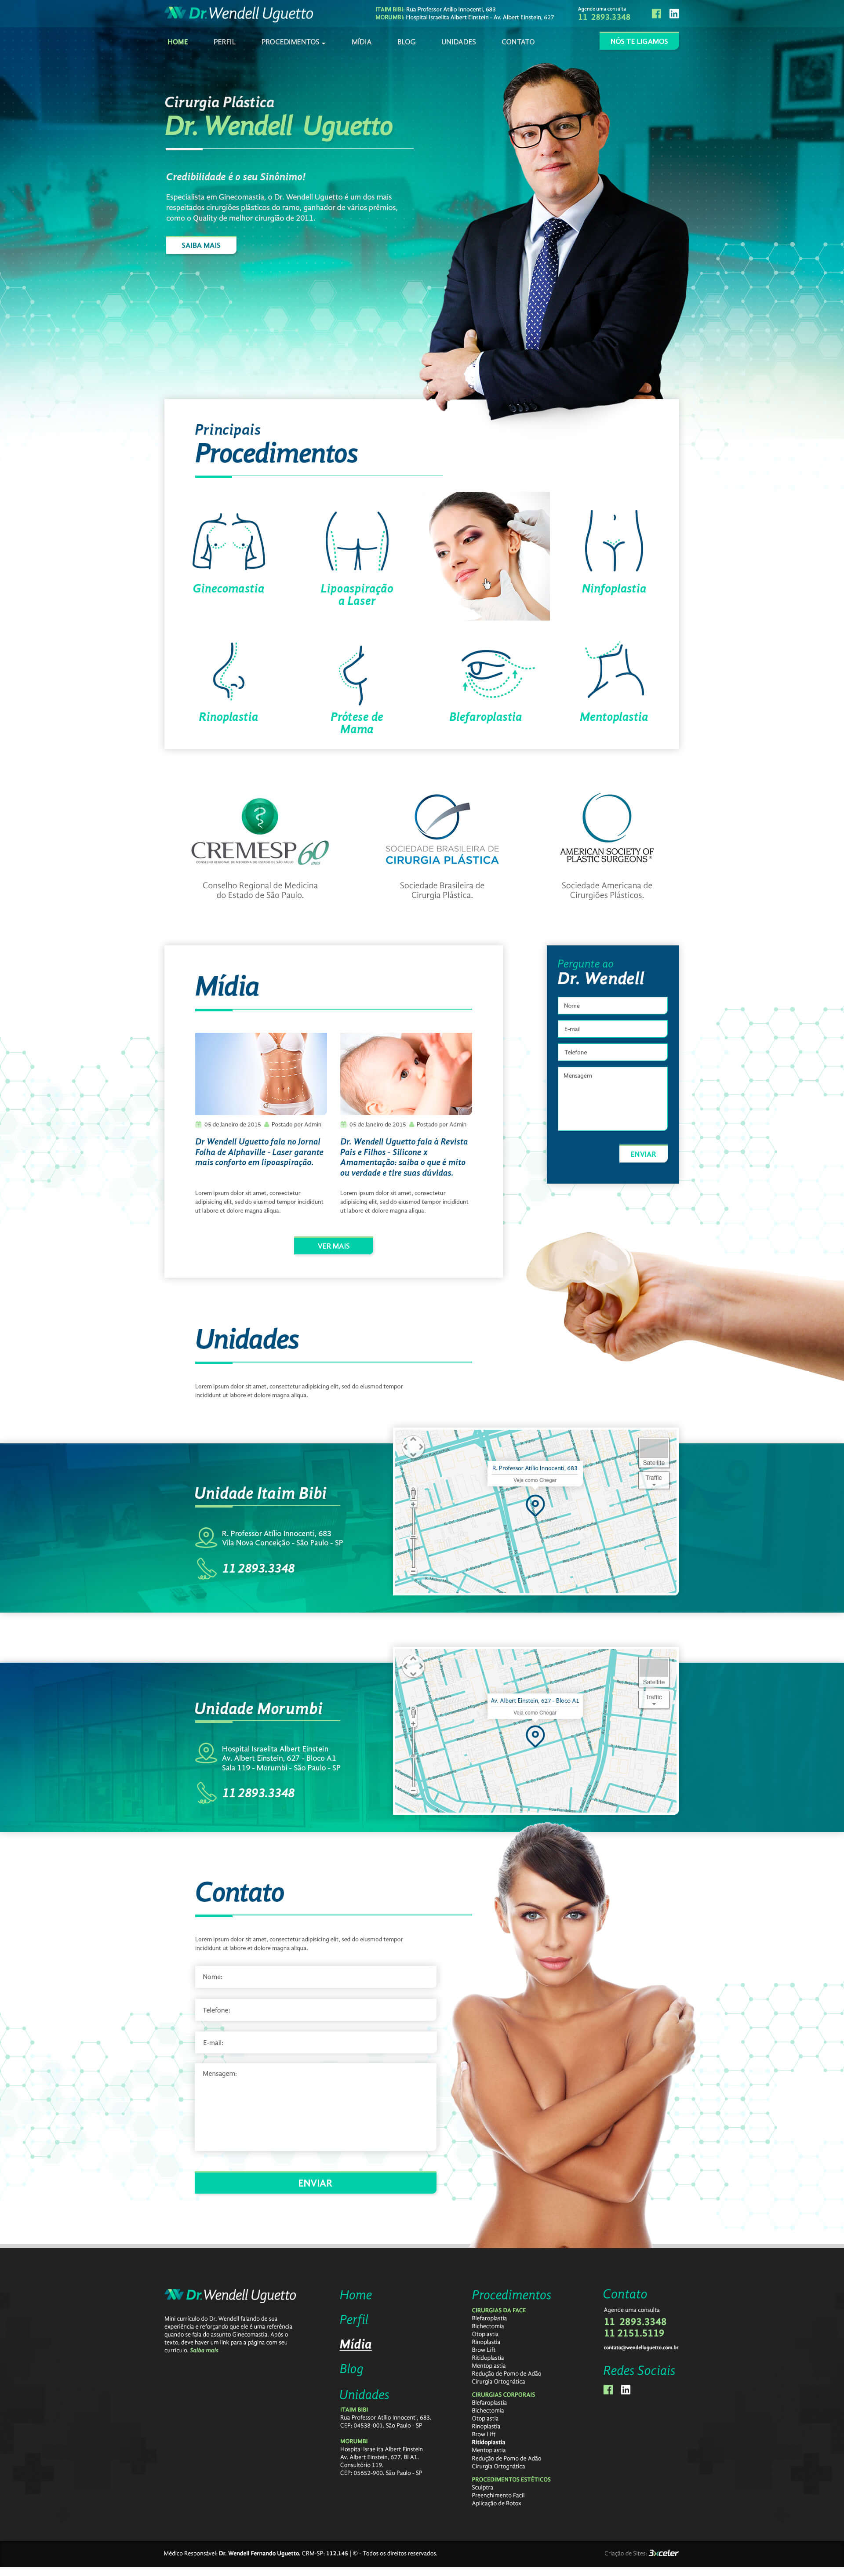 Dr. Wendell Uguetto
ITAIM BIBI: Rua Professor Atílio Innocenti, 683
MORUMBI: Hospital Israelita Albert Einstein - Av. Albert Einstein, 627
Agende uma consulta
11 2893.3348
HOME PERFIL PROCEDIMENTOS MÍDIA BLOG UNIDADES CONTATO
NÓS TE LIGAMOS
Cirurgia Plástica
Dr. Wendell Uguetto
Credibilidade é o seu Sinônimo!
Especialista em Ginecomastia, o Dr. Wendell Uguetto é um dos mais
respeitados cirurgiões plásticos do ramo, ganhador de vários prêmios,
como o Quality de melhor cirurgião de 2011.
SAIBA MAIS
Principais
Procedimentos
Ginecomastia
Lipoaspiração
a Laser
Ninfoplastia
Rinoplastia
Prótese de
Mama
Blefaroplastia
Mentoplastia
CREMESP 60
CONSELHO REGIONAL DE MEDICINA DO ESTADO DE SÃO PAULO
Conselho Regional de Medicina
do Estado de São Paulo.
SOCIEDADE BRASILEIRA DE
CIRURGIA PLÁSTICA
Sociedade Brasileira de
Cirurgia Plástica.
AMERICAN SOCIETY OF
PLASTIC SURGEONS
Sociedade Americana de
Cirurgiões Plásticos.
Mídia
05 de Janeiro de 2015 Postado por Admin
Dr Wendell Uguetto fala no Jornal
Folha de Alphaville - Laser garante
mais conforto em lipoaspiração.
Lorem ipsum dolor sit amet, consectetur
adipisicing elit, sed do eiusmod tempor incididunt
ut labore et dolore magna aliqua.
05 de Janeiro de 2015 Postado por Admin
Dr. Wendell Uguetto fala à Revista
Pais e Filhos - Silicone x
Amamentação: saiba o que é mito
ou verdade e tire suas dúvidas.
Lorem ipsum dolor sit amet, consectetur
adipisicing elit, sed do eiusmod tempor incididunt
ut labore et dolore magna aliqua.
VER MAIS
Pergunte ao
Dr. Wendell
Nome
E-mail
Telefone
Mensagem
ENVIAR
Unidades
Lorem ipsum dolor sit amet, consectetur adipisicing elit, sed do eiusmod tempor
incididunt ut labore et dolore magna aliqua.
Unidade Itaim Bibi
R. Professor Atílio Innocenti, 683
Vila Nova Conceição - São Paulo - SP
11 2893.3348
R. Professor Atílio Innocenti, 683
Veja como Chegar
Satellite
Traffic
Unidade Morumbi
Hospital Israelita Albert Einstein
Av. Albert Einstein, 627 - Bloco A1
Sala 119 - Morumbi - São Paulo - SP
11 2893.3348
Av. Albert Einstein, 627 - Bloco A1
Veja como Chegar
Satellite
Traffic
Contato
Lorem ipsum dolor sit amet, consectetur adipisicing elit, sed do eiusmod tempor
incididunt ut labore et dolore magna aliqua.
Nome:
Telefone:
E-mail:
Mensagem:
ENVIAR
Dr. Wendell Uguetto
Mini currículo do Dr. Wendell falando de sua
experiência e reforçando que ele é uma referência
quando se fala do assunto Ginecomastia. Após o
texto, deve haver um link para a página com seu
currículo. Saiba mais
Home
Perfil
Mídia
Blog
Unidades
ITAIM BIBI
Rua Professor Atílio Innocenti, 683.
CEP: 04538-001. São Paulo - SP
MORUMBI
Hospital Israelita Albert Einstein
Av. Albert Einstein, 627. Bl A1.
Consultório 119.
CEP: 05652-900. São Paulo - SP
Procedimentos
CIRURGIAS DA FACE
Blefaroplastia
Bichectomia
Otoplastia
Rinoplastia
Brow Lift
Ritidoplastia
Mentoplastia
Redução de Pomo de Adão
Cirurgia Ortognática
CIRURGIAS CORPORAIS
Blefaroplastia
Bichectomia
Otoplastia
Rinoplastia
Brow Lift
Ritidoplastia
Mentoplastia
Redução de Pomo de Adão
Cirurgia Ortognática
PROCEDIMENTOS ESTÉTICOS
Sculptra
Preenchimento Facil
Aplicação de Botox
Contato
Agende uma consulta
11 2893.3348
11 2151.5119
contato@wendelluguetto.com.br
Redes Sociais
Médico Responsável: Dr. Wendell Fernando Uguetto. CRM-SP: 112.145 | © - Todos os direitos reservados.
Criação de Sites: 3xceler